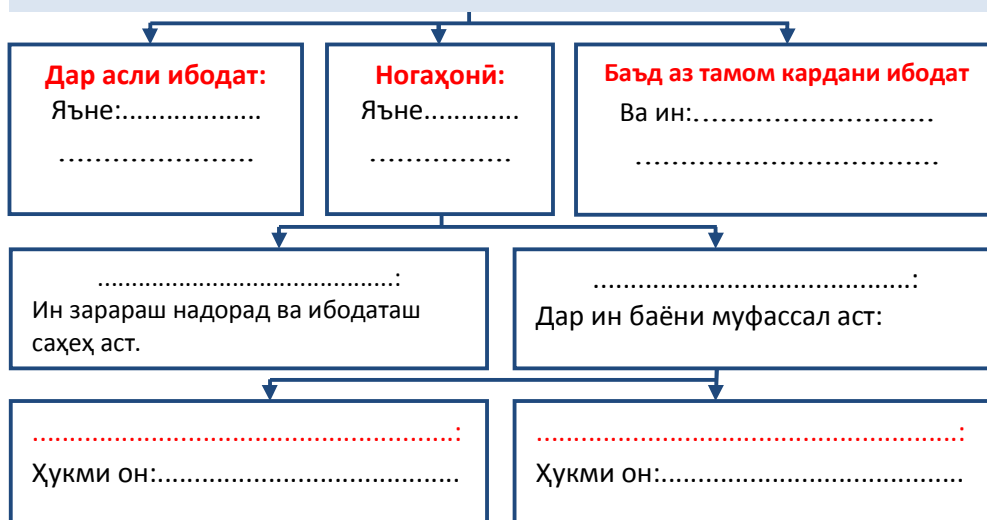 Дар асли ибодат:
Яъне:...................
......................
Ногаҳонӣ:
Яъне.............
................
Баъд аз тамом кардани ибодат
Ва ин:...........................
..................................
............................................:
Ин зарараш надорад ва ибодаташ
саҳеҳ аст.
............................................:
Дар ин баёни муфассал аст:
.........................................................:
Ҳукми он:..........................................
.........................................................:
Ҳукми он:..........................................